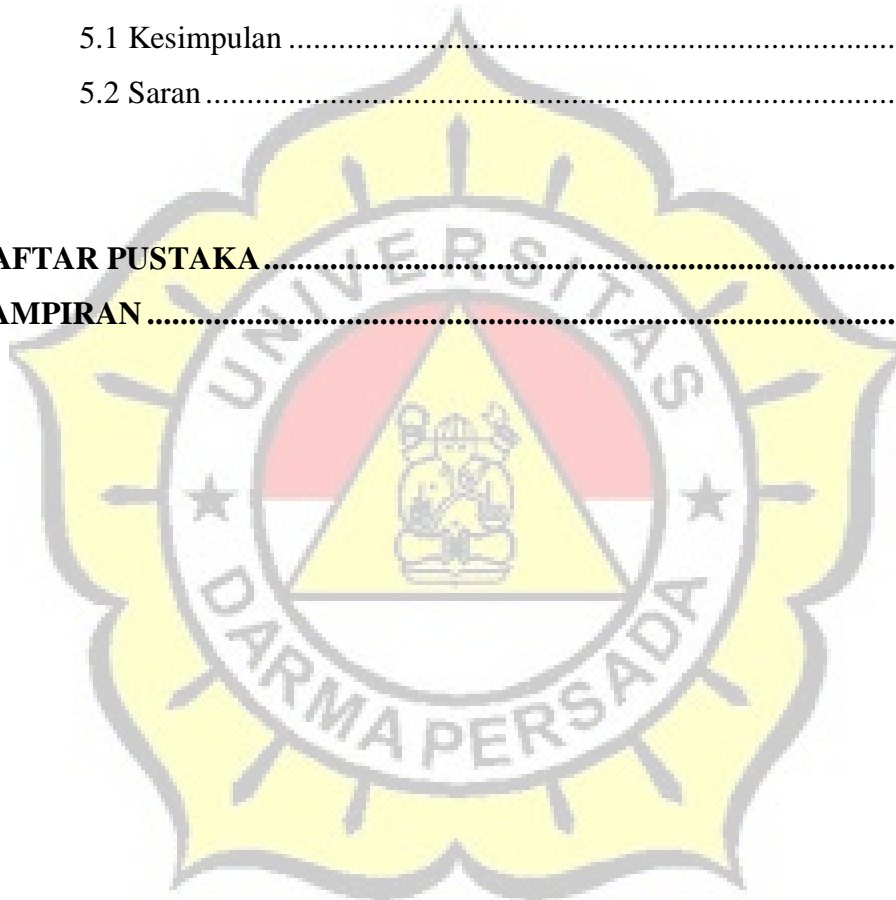 5.1 Kesimpulan ..........................................................................
5.2 Saran ....................................................................................
AFTAR PUSTAKA ............................................................................
AMPIRAN ..........................................................................................
UNIVERSITAS
DARMA PERSADA